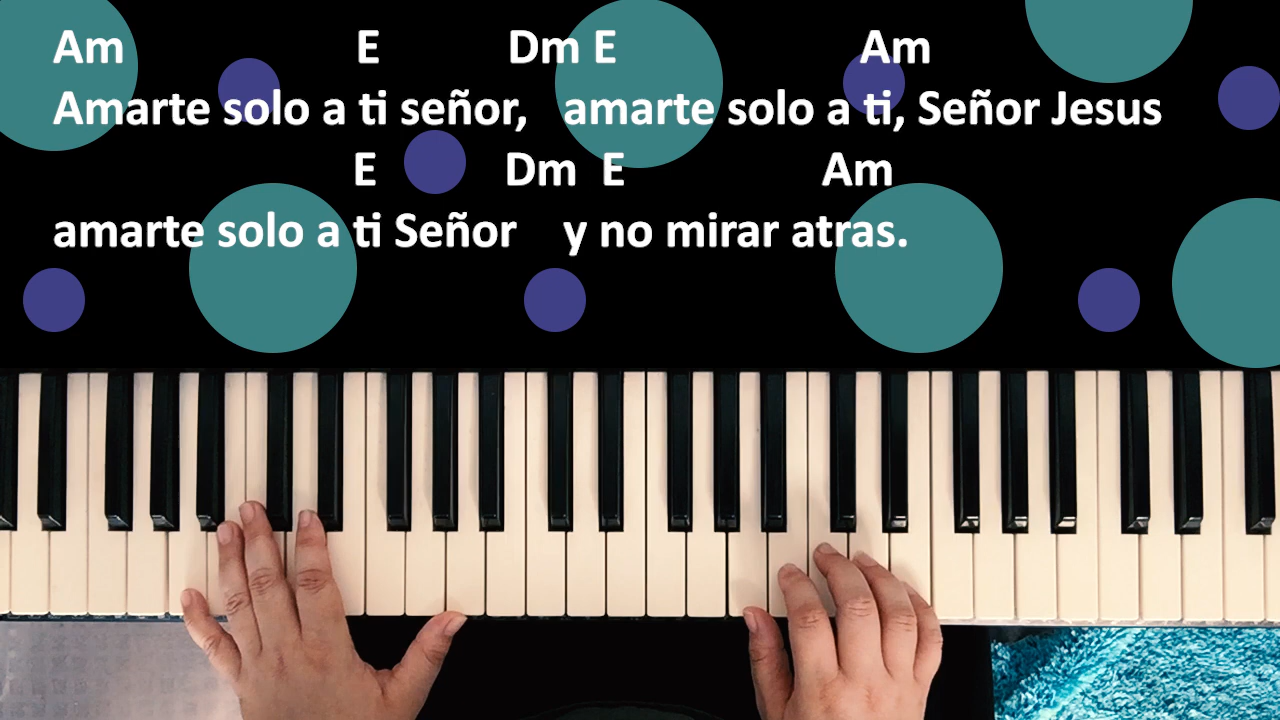 Am E Dm E Am
Amarte solo a ti señor, amarte solo a ti, Señor Jesus
E Dm E Am
amarte solo a ti Señor y no mirar atras.